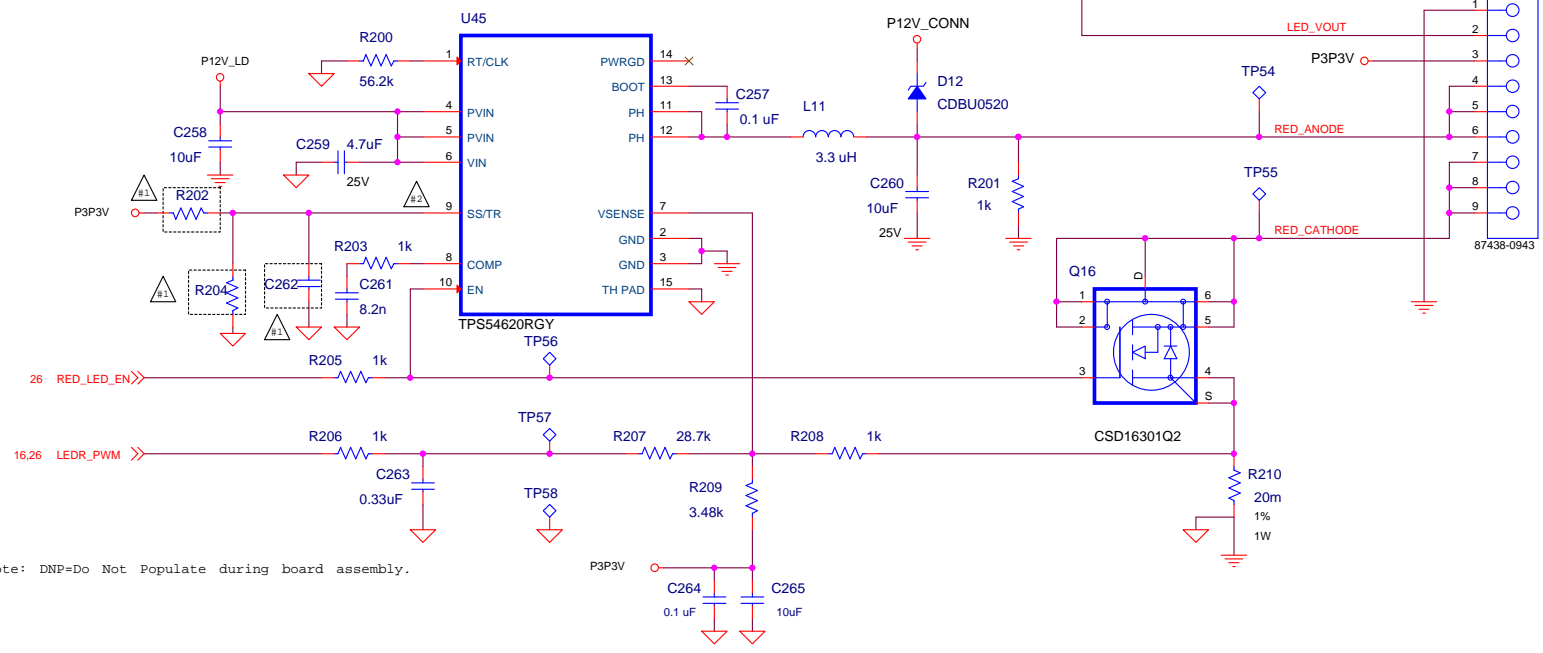 U45
R200
56.2k
P12V_LD
C258
10uF
C259
4.7uF
25V
1
RT/CLK
4
PVIN
5
PVIN
6
VIN
9
SS/TR
8
COMP
10
EN
PWRGD
14
BOOT
13
PH
11
PH
12
VSENSE
7
GND
2
GND
3
TH PAD
15
TPS54620RGY
#1
R202
P3P3V
#2
#1
R204
C262
#1
R203
1k
C261
8.2n
C257
0.1 uF
L11
3.3 uH
P12V_CONN
D12
CDBU0520
C260
10uF
25V
R201
1k
TP54
RED_ANODE
TP55
RED_CATHODE
LED_VOUT
P3P3V
1
2
3
4
5
6
7
8
9
87438-0943
Q16
D
1
2
3
6
5
4
S
CSD16301Q2
26 RED_LED_EN
R205
1k
TP56
16,26 LEDR_PWM
R206
1k
TP57
C263
0.33uF
TP58
R207
28.7k
R208
1k
R209
3.48k
R210
20m
1%
1W
P3P3V
C264
0.1 uF
C265
10uF
ote: DNP=Do Not Populate during board assembly.